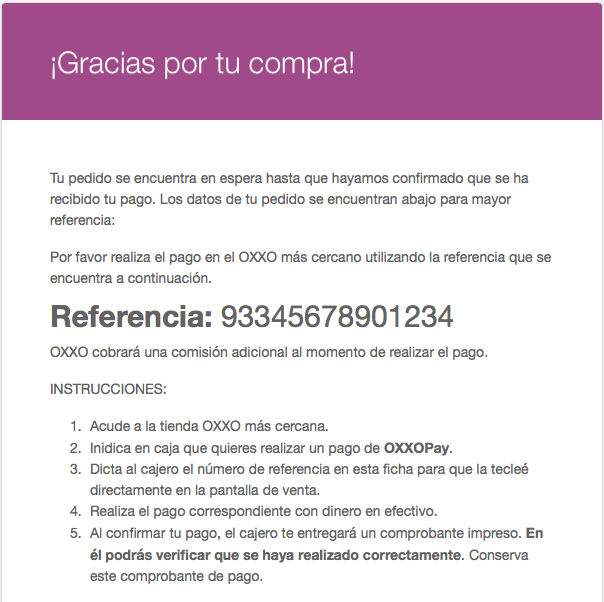 ¡Gracias por tu compra!
Tu pedido se encuentra en espera hasta que hayamos confirmado que se ha
recibido tu pago. Los datos de tu pedido se encuentran abajo para mayor
referencia:
Por favor realiza el pago en el OXXO más cercano utilizando la referencia que se
encuentra a continuación.
Referencia: 93345678901234
OXXO cobrará una comisión adicional al momento de realizar el pago.
INSTRUCCIONES:
1. Acude a la tienda OXXO más cercana.
2. Inidica en caja que quieres realizar un pago de OXXOPay.
3. Dicta al cajero el número de referencia en esta ficha para que la tecleé
directamente en la pantalla de venta.
4. Realiza el pago correspondiente con dinero en efectivo.
5. Al confirmar tu pago, el cajero te entregará un comprobante impreso. En
él podrás verificar que se haya realizado correctamente. Conserva
este comprobante de pago.